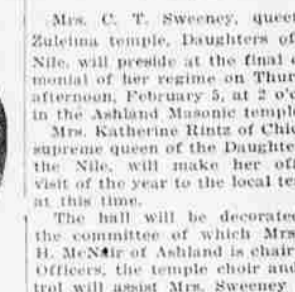 Mrs. C. T. Sweeney, queen
Zuleima temple, Daughters of
Nile, will preside at the final
monial of her regime on Thur
afternoon, February 5, at 2 o'c
in the Ashland Masonic temple
Mrs. Katherine Rintz of Chic
supreme queen of the Daughte
the Nile, will make her off
visit of the year to the local te
at this time.
The hall will be decorated
the committee of which Mrs.
H. McNair of Ashland is chair
Officers, the temple choir and
trol will assist Mrs. Sweeney